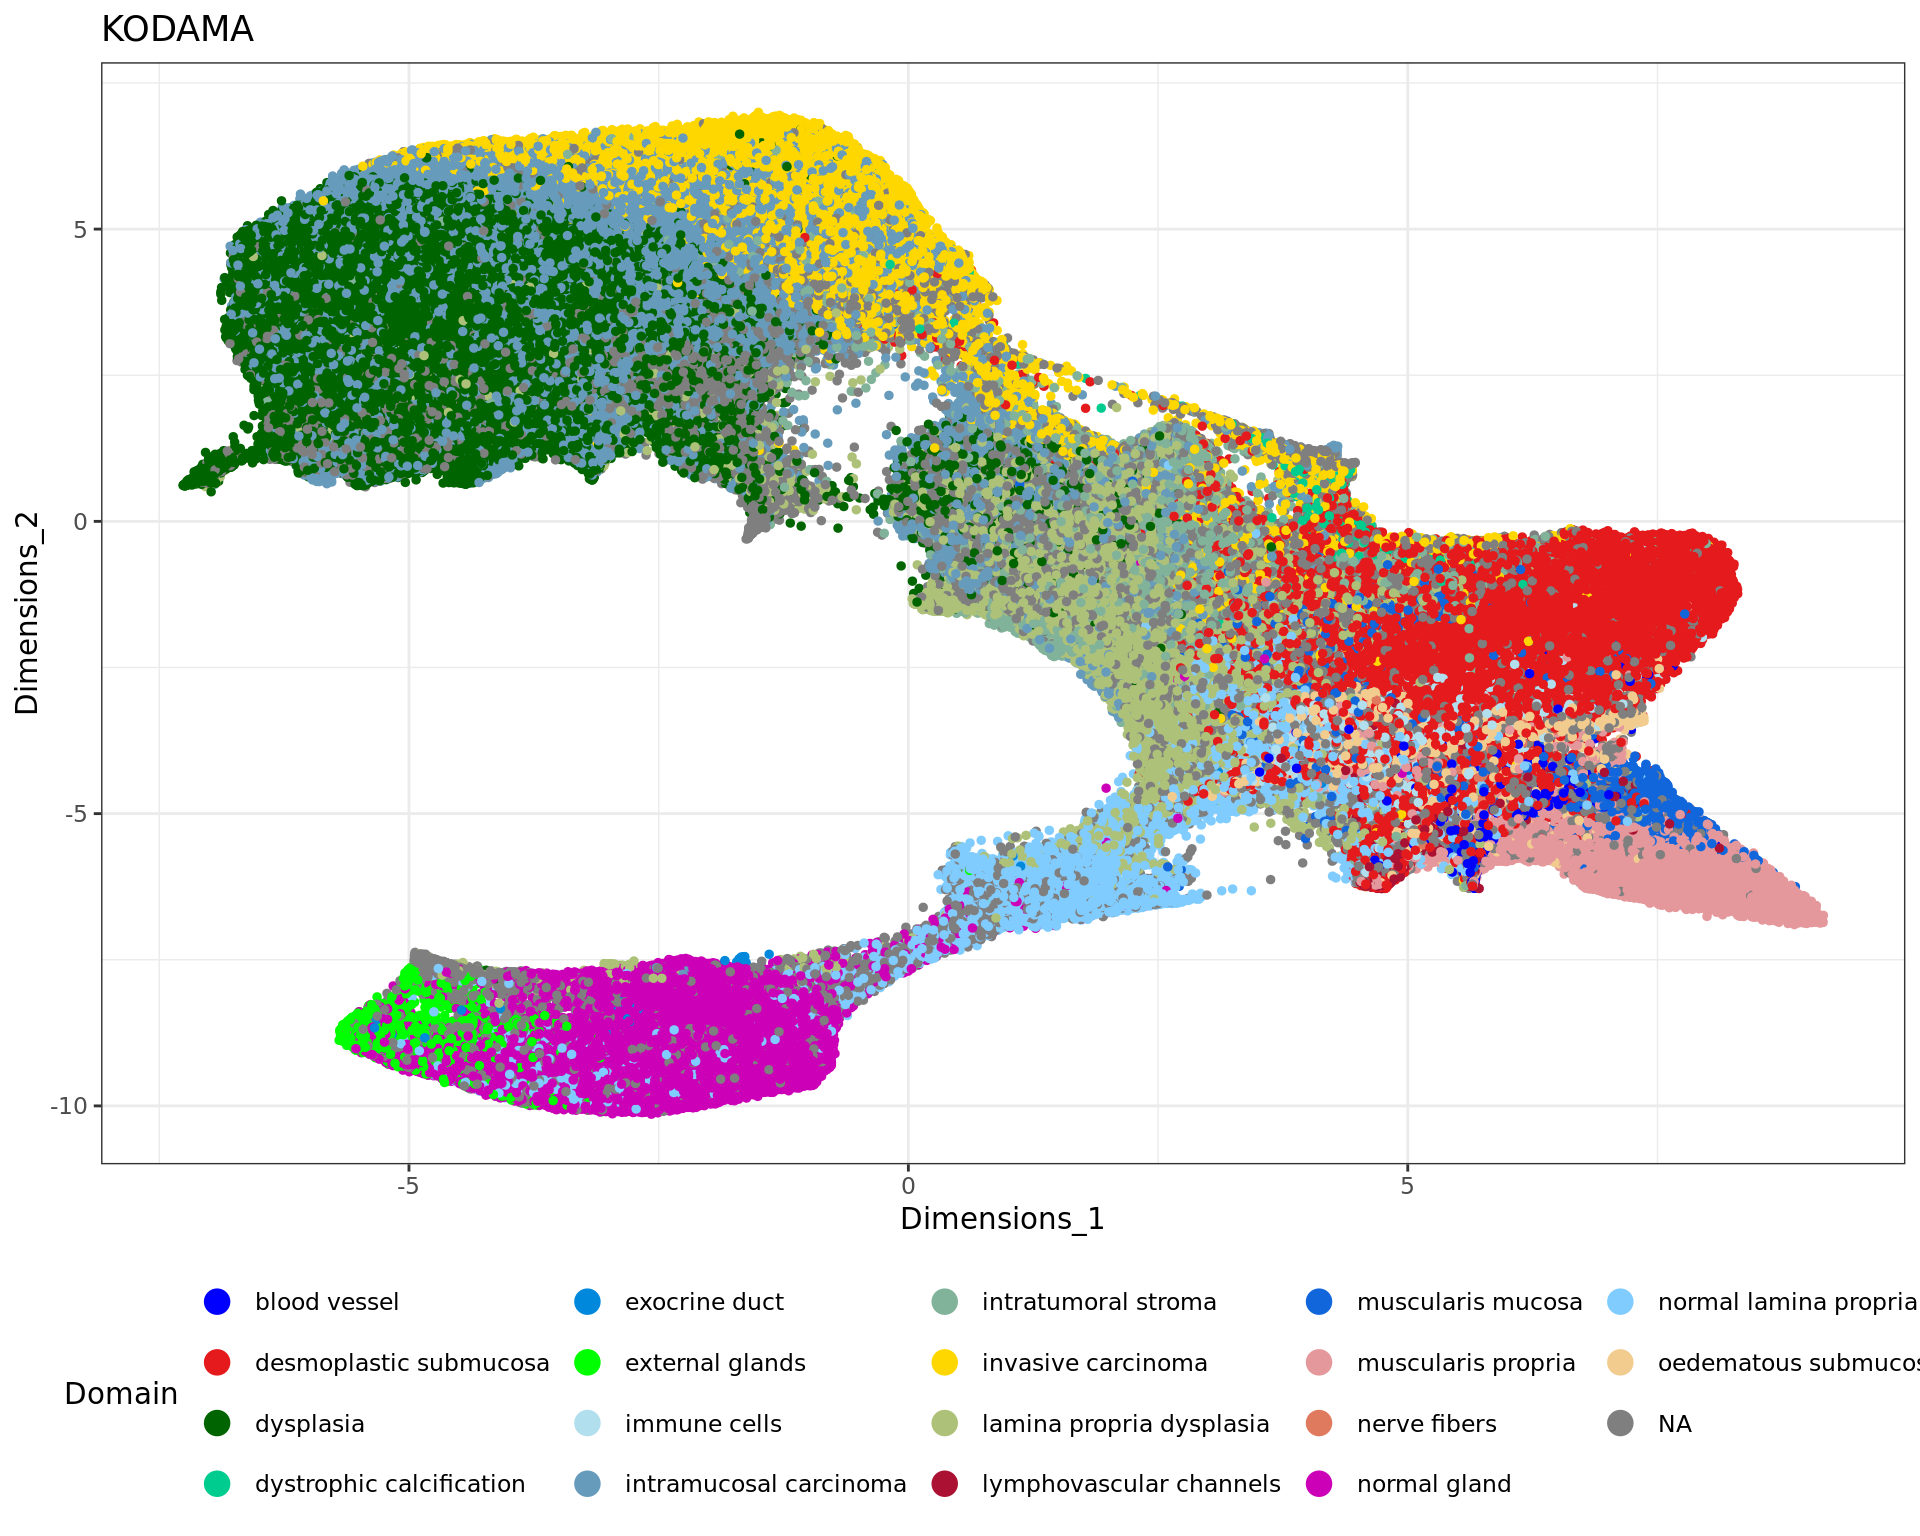 KODAMA
Dimensions_2
5
0
-5
-10
-5
0
5
Dimensions_1
Domain
blood vessel
desmoplastic submucosa
dysplasia
dystrophic calcification
exocrine duct
external glands
immune cells
intramucosal carcinoma
intratumoral stroma
invasive carcinoma
lamina propria dysplasia
lymphovascular channels
muscularis mucosa
muscularis propria
nerve fibers
normal gland
normal lamina propria
oedematous submucos
NA